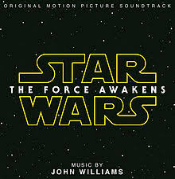 ORIGINAL MOTION PICTURE SOUNDTRACK
STAR
THE FORCE AWAKENS
WARS
MUSIC BY
JOHN WILLIAMS